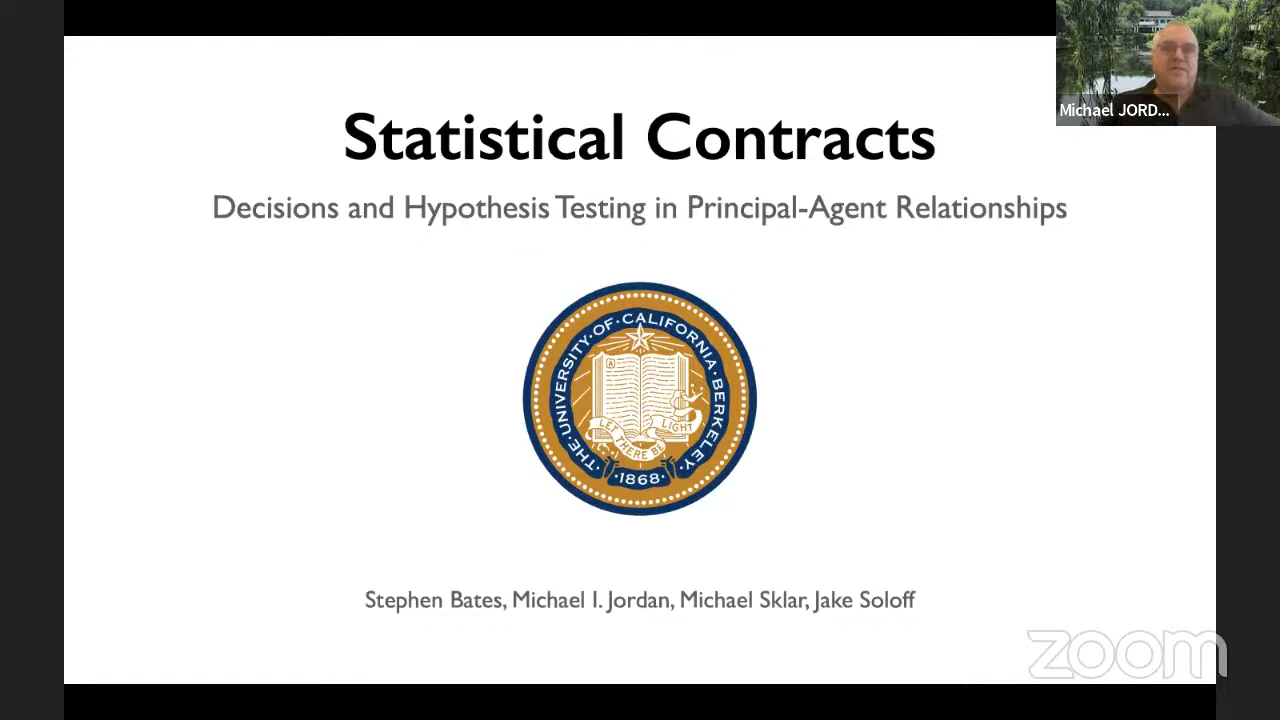 Statistical Contracts
Michael JORD...
Decisions and Hypothesis Testing in Principal-Agent Relationships
THE·UNIVERSITY·OF·CALIFORNIA·BERKELEY
A
LET THERE BE LIGHT
·1868·
Stephen Bates, Michael I. Jordan, Michael Sklar, Jake Soloff
zoom